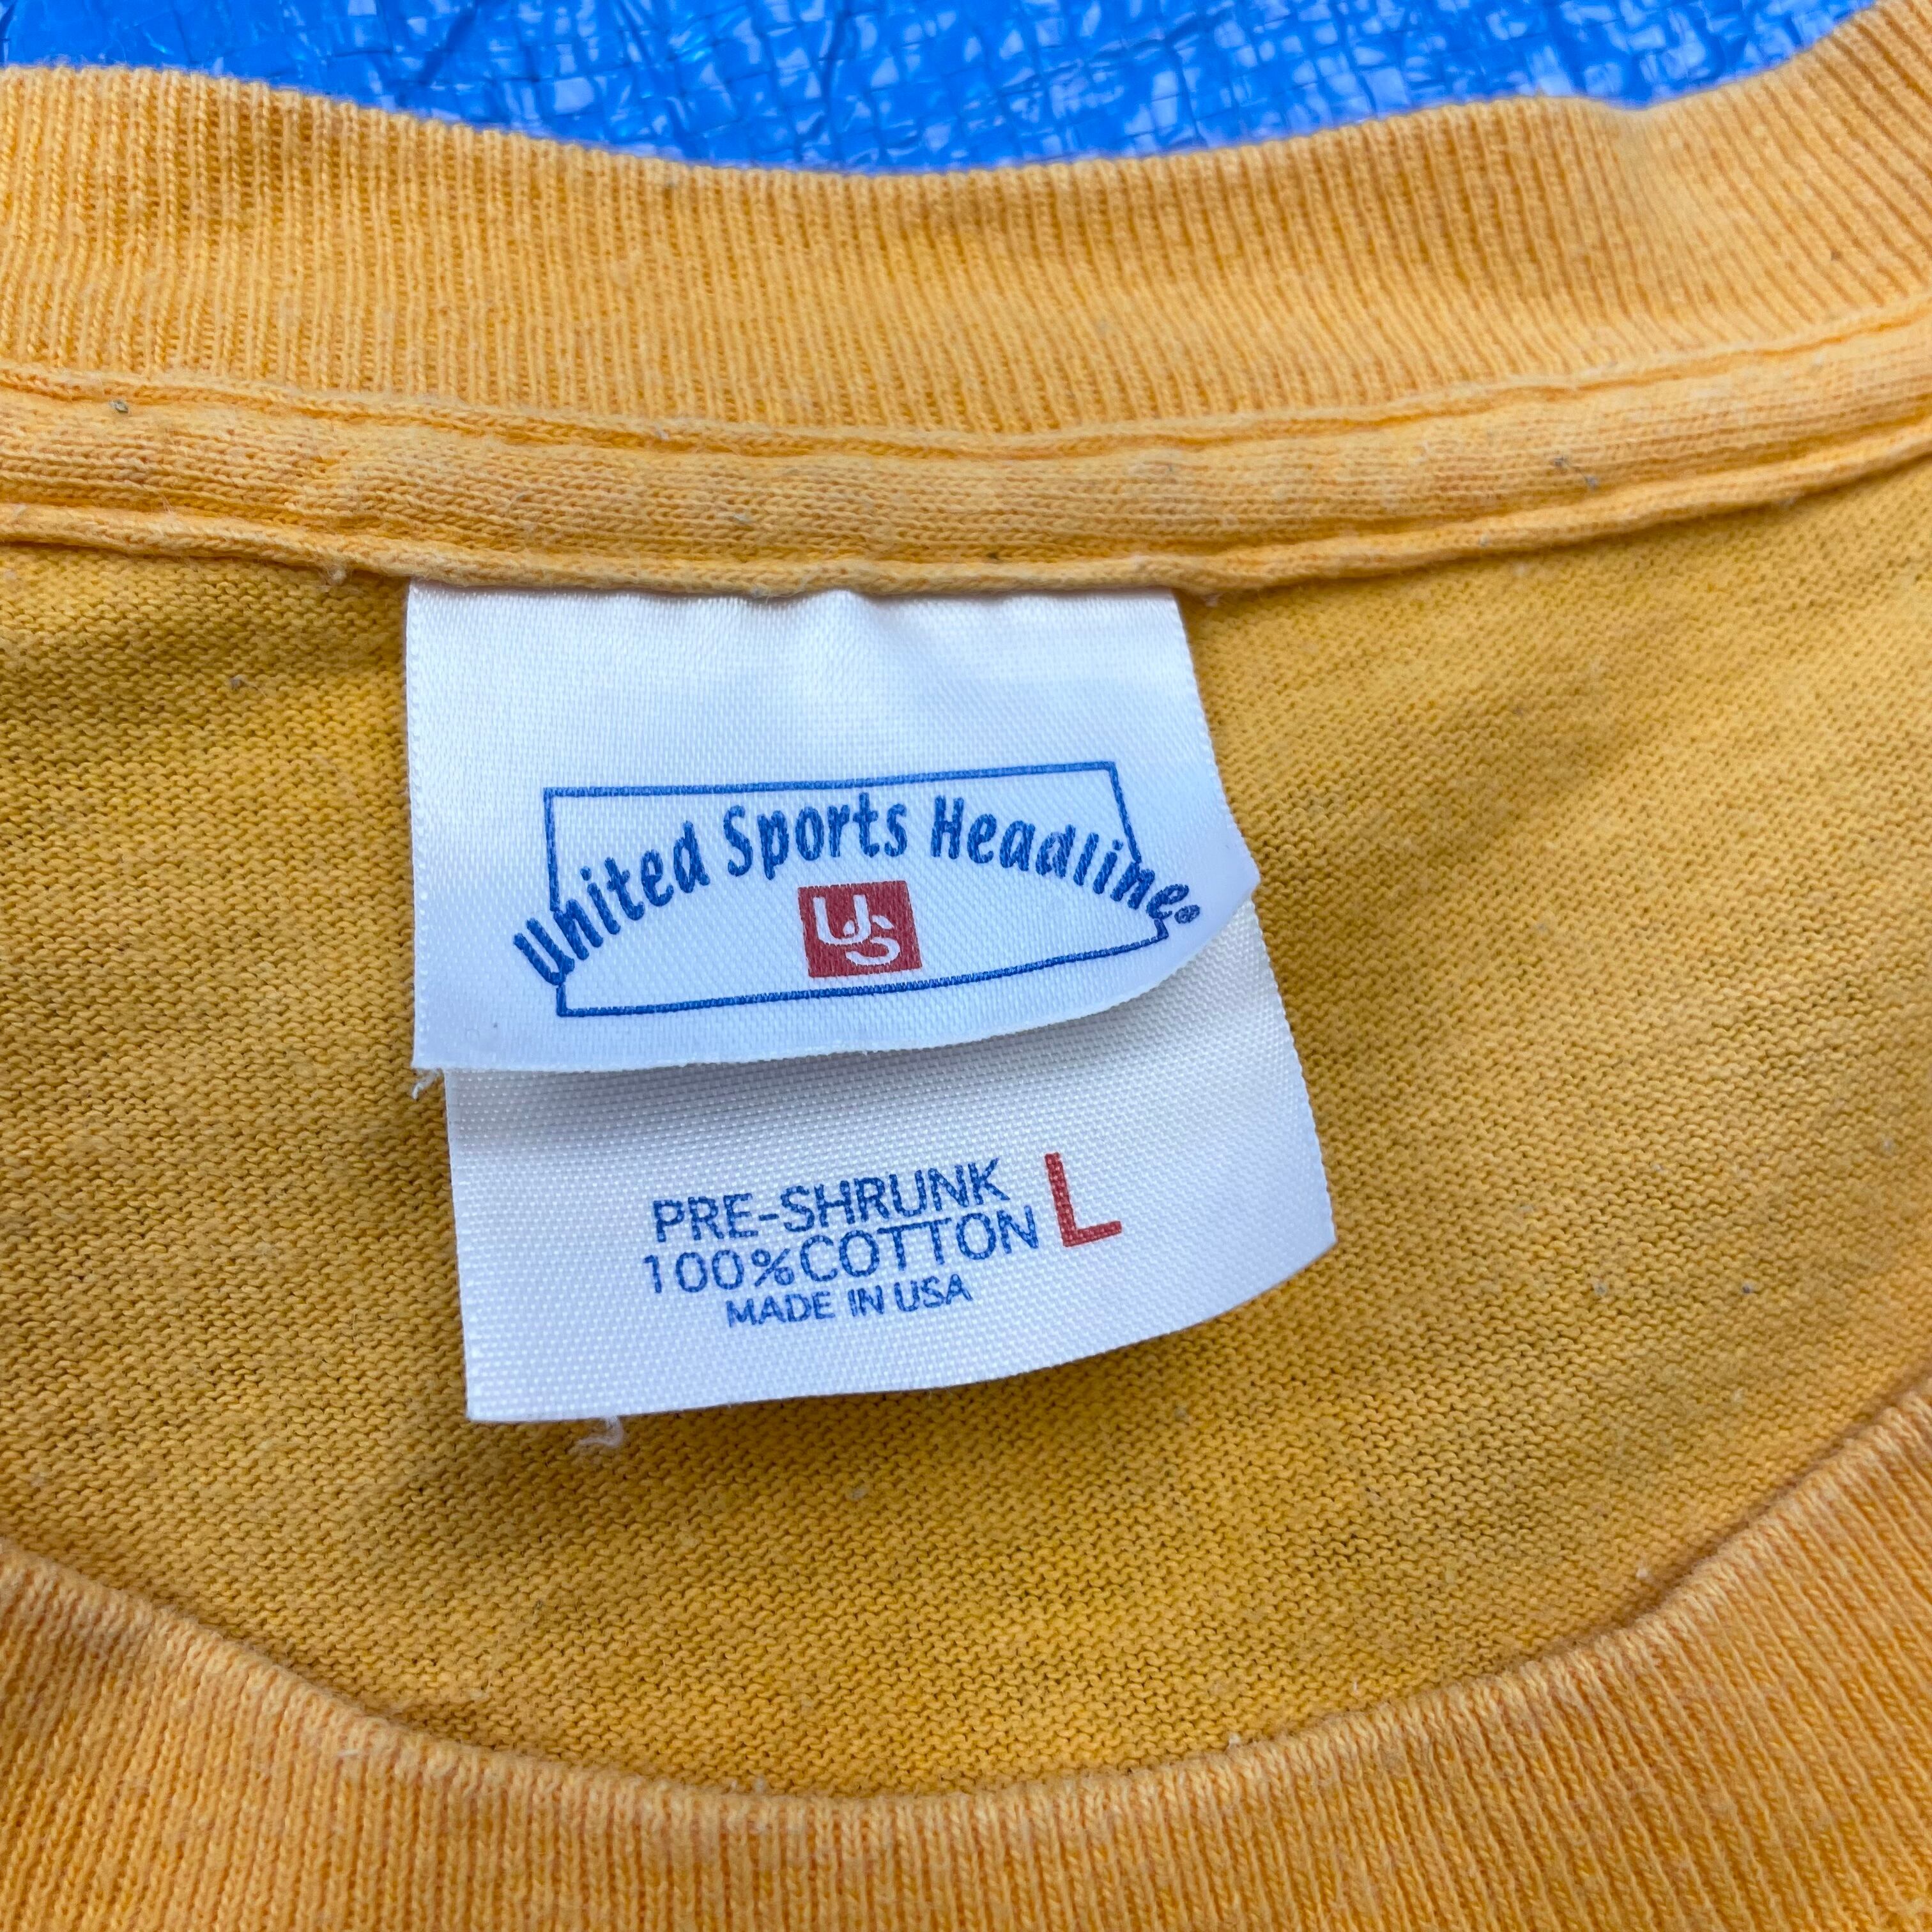 United Sports Headline
US
PRE-SHRUNK
100%COTTON L
MADE IN USA